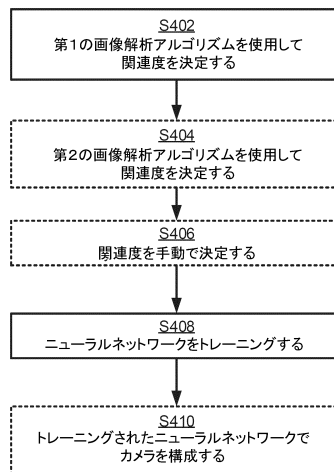 S402
第1の画像解析アルゴリズムを使用して
関連度を決定する
S404
第2の画像解析アルゴリズムを使用して
関連度を決定する
S406
関連度を手動で決定する
S408
ニューラルネットワークをトレーニングする
S410
トレーニングされたニューラルネットワークで
カメラを構成する